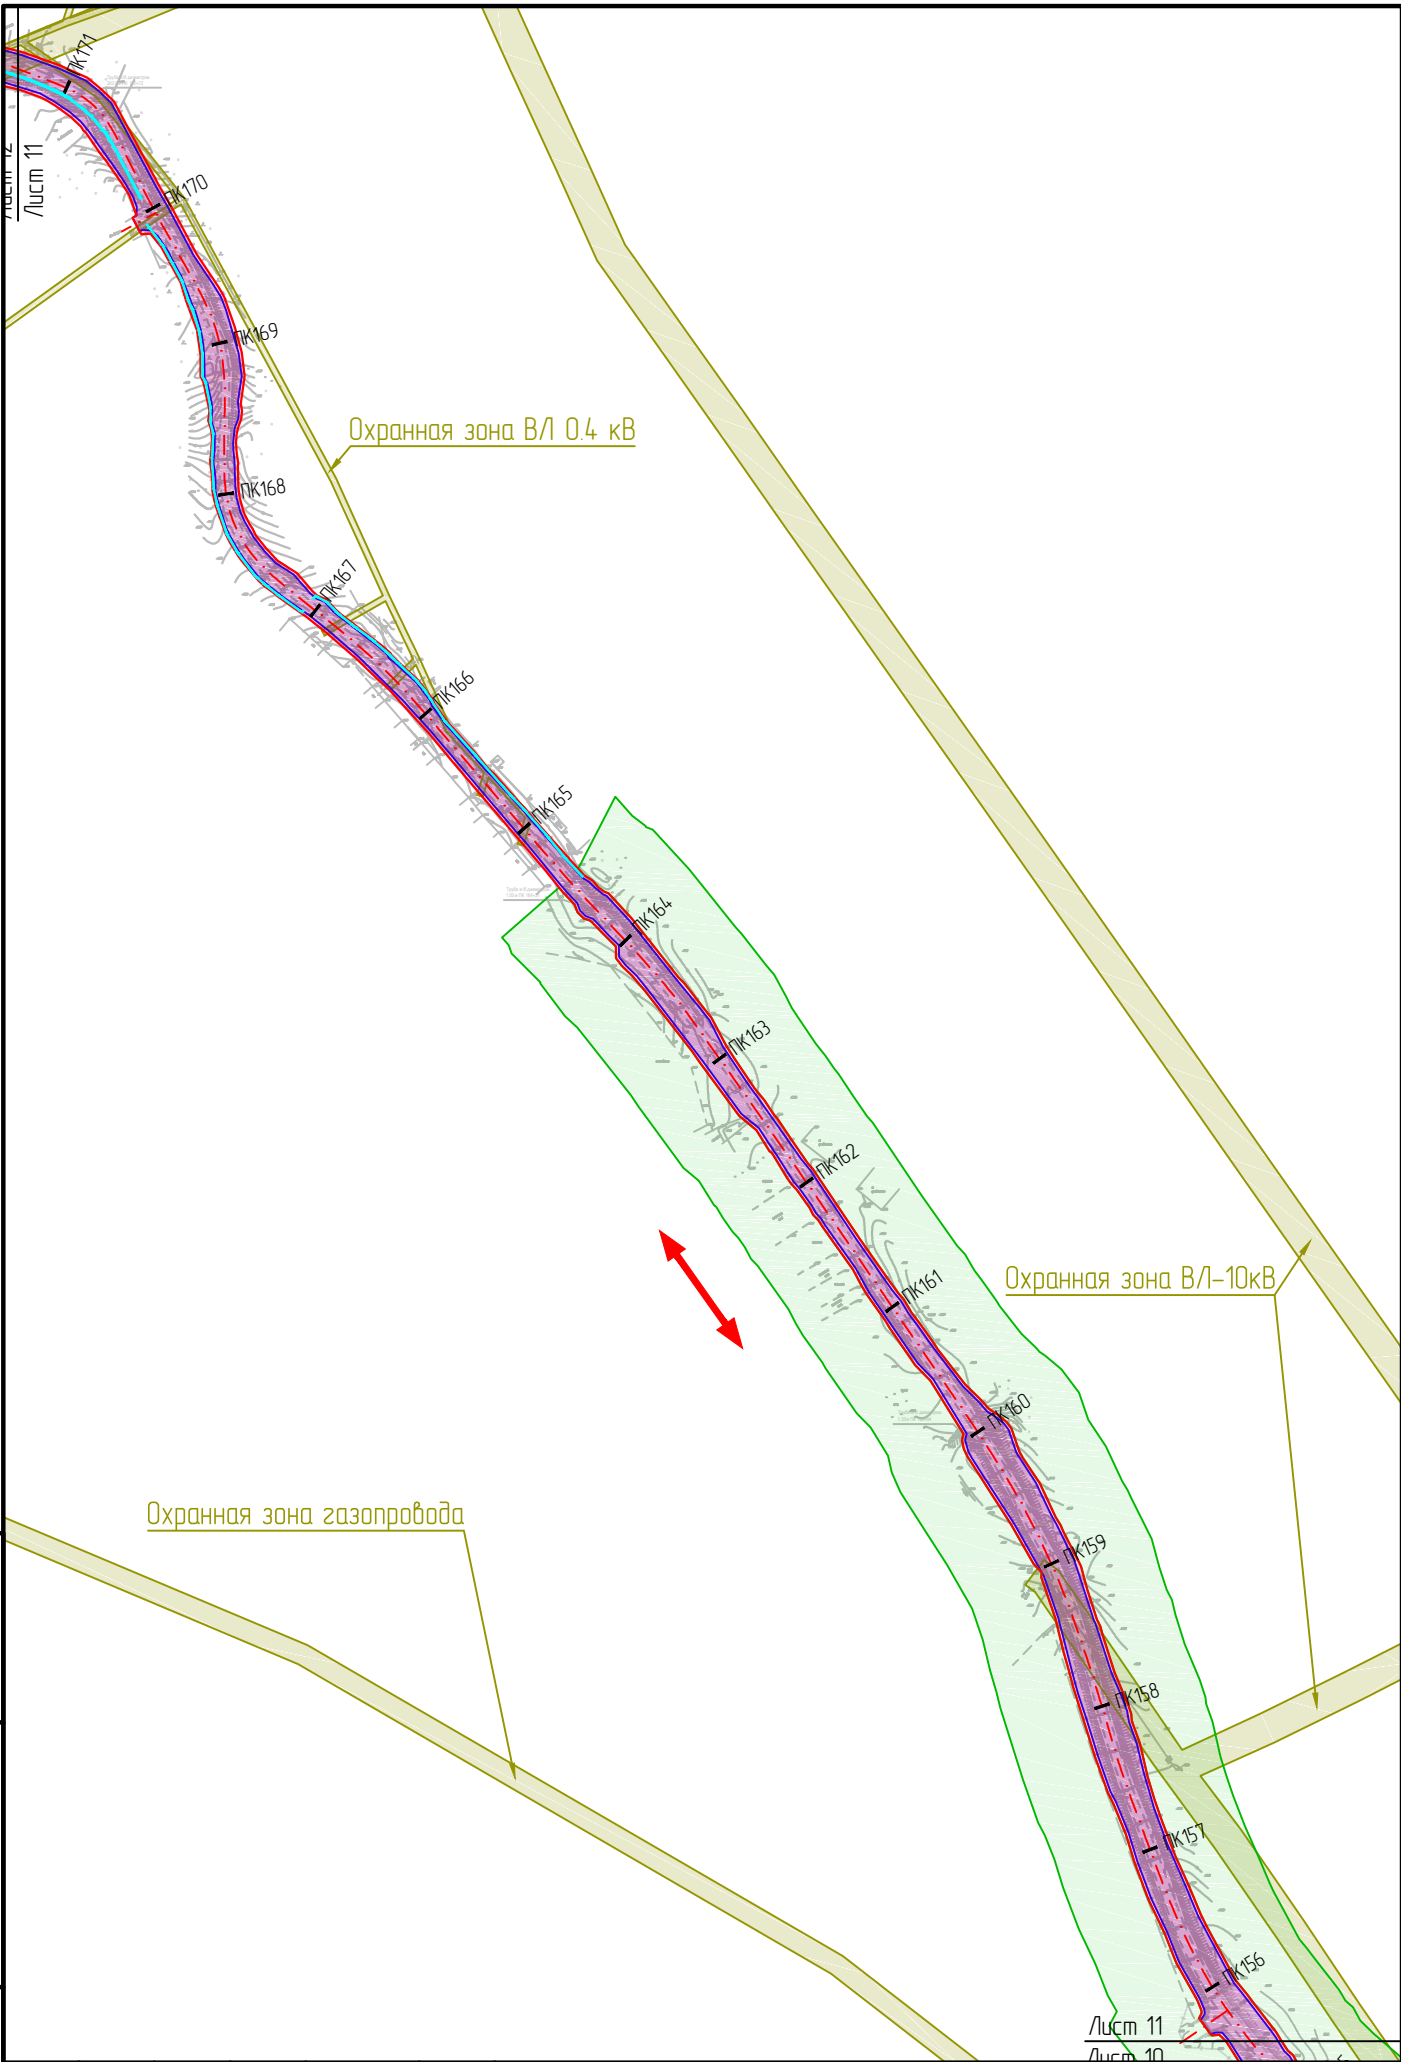 ПК171
Лист 12
Лист 11
ПК170
ПК169
Охранная зона ВЛ 0.4 кВ
ПК168
ПК167
ПК166
ПК165
ПК164
ПК163
ПК162
Охранная зона ВЛ-10кВ
ПК161
ПК160
Охранная зона газопровода
ПК159
ПК158
ПК157
ПК156
Лист 11
Лист 10